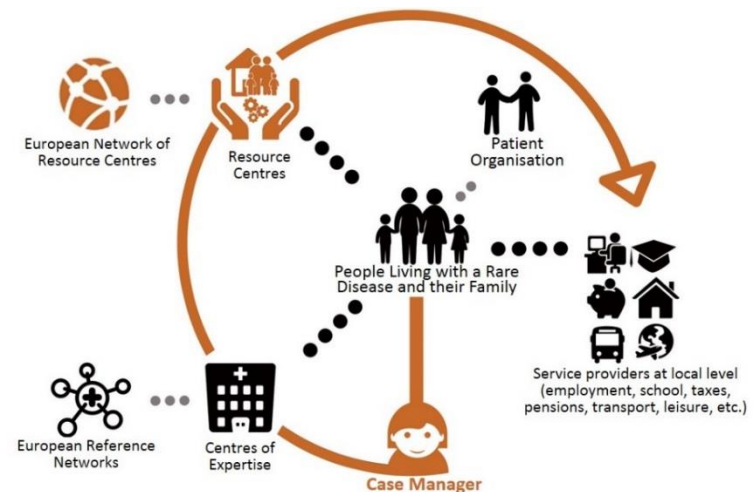 European Network of
Resource Centres
Resource
Centres
Patient
Organisation
People Living with a Rare
Disease and their Family
Service providers at local level
(employment, school, taxes,
pensions, transport, leisure, etc.)
European Reference
Networks
Centres of
Expertise
Case Manager